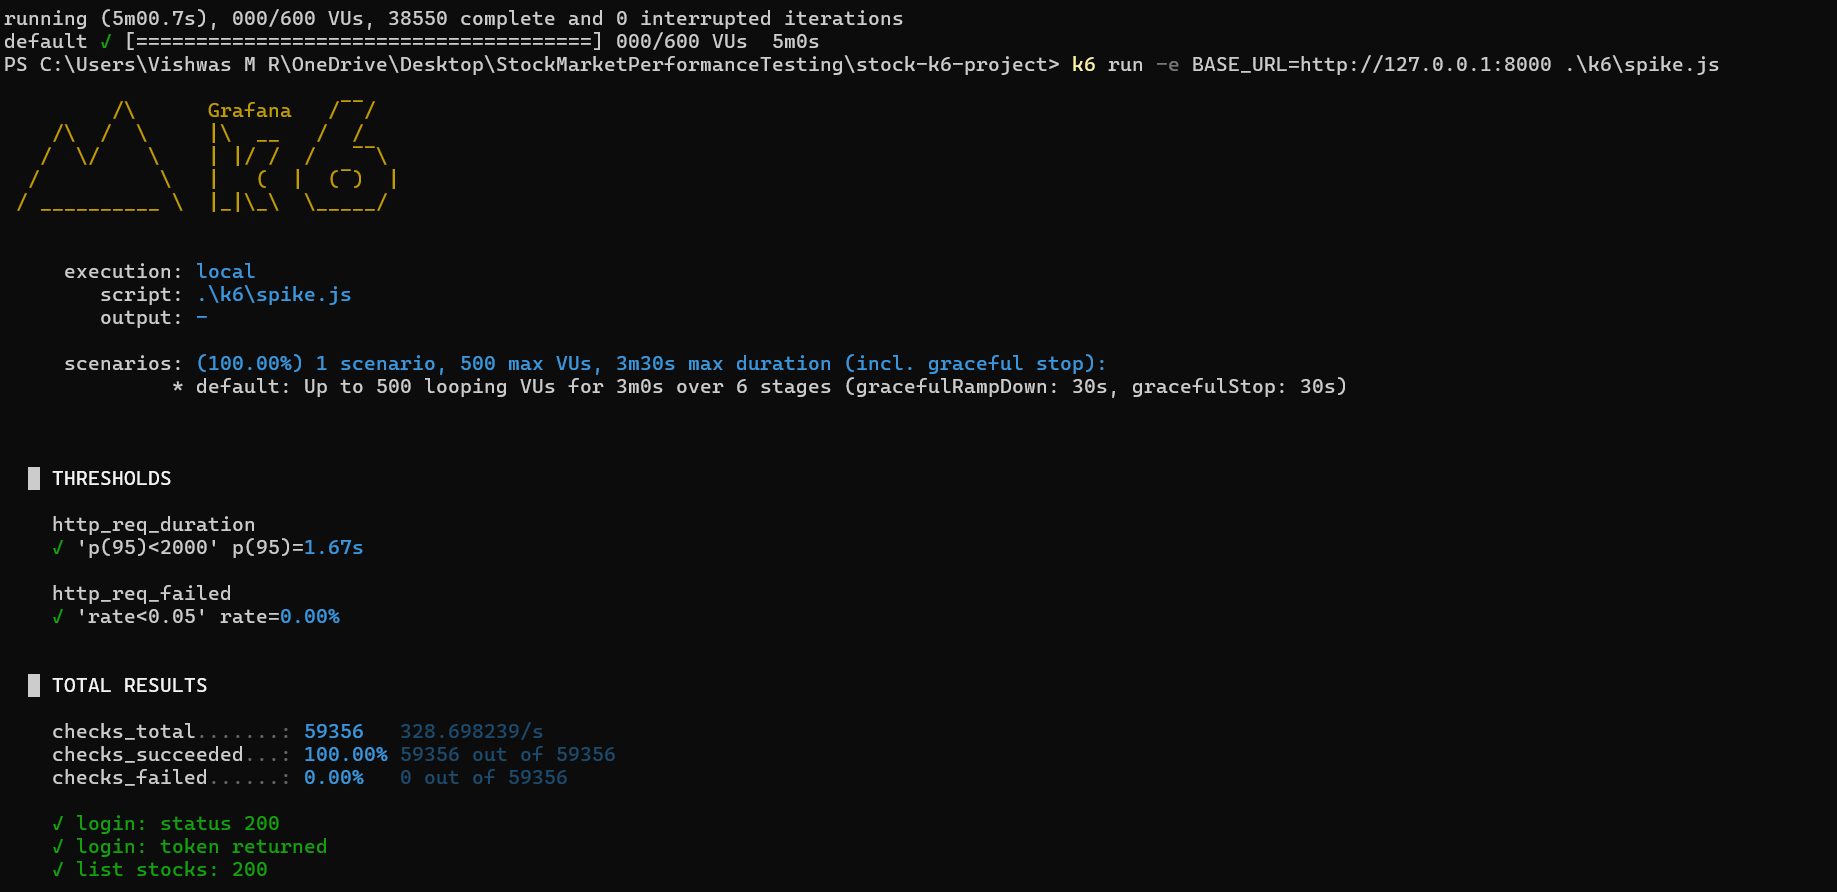 running (5m00.7s), 000/600 VUs, 38550 complete and 0 interrupted iterations
default ✓ [======================================] 000/600 VUs  5m0s
PS C:\Users\Vishwas M R\OneDrive\Desktop\StockMarketPerformanceTesting\stock-k6-project> k6 run -e BASE_URL=http://127.0.0.1:8000 .\k6\spike.js
Grafana
execution: local
script: .\k6\spike.js
output: -
scenarios: (100.00%) 1 scenario, 500 max VUs, 3m30s max duration (incl. graceful stop):
* default: Up to 500 looping VUs for 3m0s over 6 stages (gracefulRampDown: 30s, gracefulStop: 30s)
█ THRESHOLDS
http_req_duration
✓ 'p(95)<2000' p(95)=1.67s
http_req_failed
✓ 'rate<0.05' rate=0.00%
█ TOTAL RESULTS
checks_total.......: 59356   328.698239/s
checks_succeeded...: 100.00% 59356 out of 59356
checks_failed......: 0.00%   0 out of 59356
✓ login: status 200
✓ login: token returned
✓ list stocks: 200